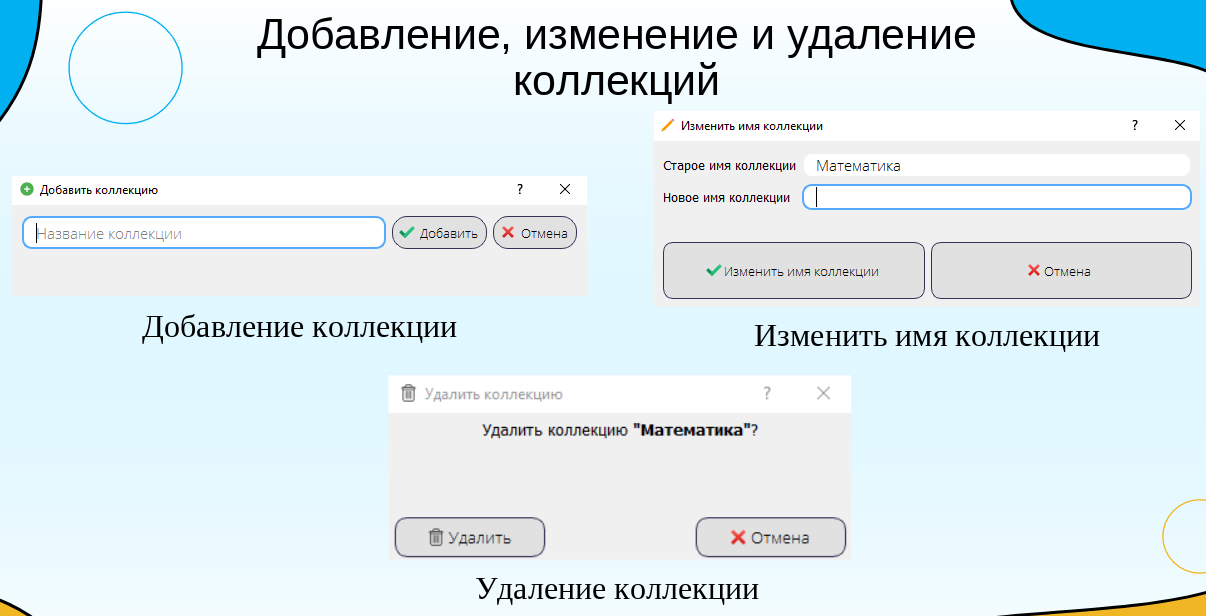 Добавление, изменение и удаление
коллекций
Добавить коллекцию ?
Название коллекции Добавить Отмена
Добавление коллекции
Изменить имя коллекции ?
Старое имя коллекции Математика
Новое имя коллекции
Изменить имя коллекции Отмена
Изменить имя коллекции
Удалить коллекцию ?
Удалить коллекцию "Математика"?
Удалить Отмена
Удаление коллекции